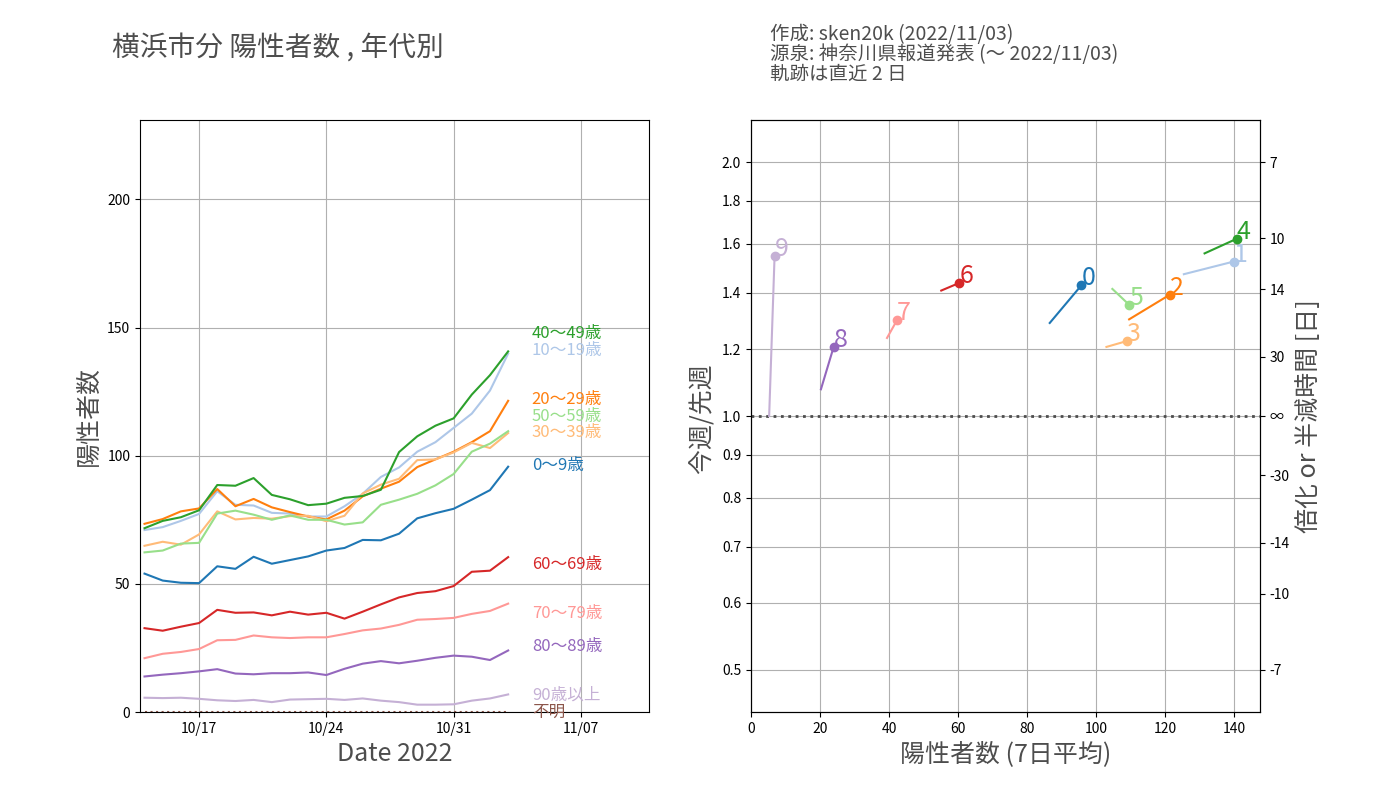 横浜市分 陽性者数 , 年代別
作成: sken20k (2022/11/03)
源泉: 神奈川県報道発表 (〜 2022/11/03)
軌跡は直近 2 日
陽性者数
200
150
100
50
0
10/17
10/24
10/31
11/07
Date 2022
40〜49歳
10〜19歳
20〜29歳
50〜59歳
30〜39歳
0〜9歳
60〜69歳
70〜79歳
80〜89歳
90歳以上
不明
今週/先週
2.0
1.8
1.6
1.4
1.2
1.0
0.9
0.8
0.7
0.6
0.5
0
20
40
60
80
100
120
140
陽性者数 (7日平均)
9
8
7
6
0
5
3
2
4
1
7
10
14
30
∞
-30
-14
-10
-7
倍化 or 半減時間 [日]